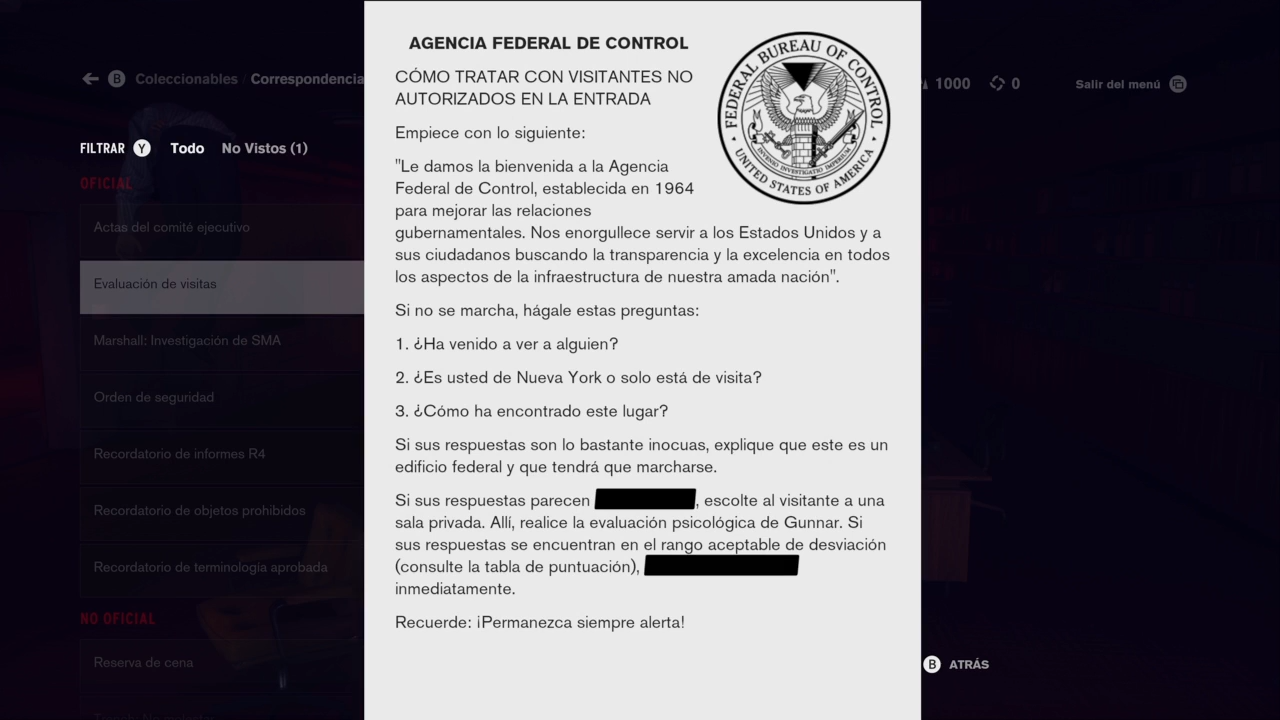 B Coleccionables / Correspondencia
1000
0
Salir del menú
FILTRAR Y Todo No Vistos (1)
OFICIAL
Actas del comité ejecutivo
Evaluación de visitas
Marshall: Investigación de SMA
Orden de seguridad
Recordatorio de informes R4
Recordatorio de objetos prohibidos
Recordatorio de terminología aprobada
NO OFICIAL
Reserva de cena
AGENCIA FEDERAL DE CONTROL
FEDERAL BUREAU OF CONTROL
UNITED STATES OF AMERICA
INVENIO INVESTIGATIO IMPERIUM
CÓMO TRATAR CON VISITANTES NO
AUTORIZADOS EN LA ENTRADA
Empiece con lo siguiente:
"Le damos la bienvenida a la Agencia
Federal de Control, establecida en 1964
para mejorar las relaciones
gubernamentales. Nos enorgullece servir a los Estados Unidos y a
sus ciudadanos buscando la transparencia y la excelencia en todos
los aspectos de la infraestructura de nuestra amada nación".
Si no se marcha, hágale estas preguntas:
1. ¿Ha venido a ver a alguien?
2. ¿Es usted de Nueva York o solo está de visita?
3. ¿Cómo ha encontrado este lugar?
Si sus respuestas son lo bastante inocuas, explique que este es un
edificio federal y que tendrá que marcharse.
Si sus respuestas parecen , escolte al visitante a una
sala privada. Allí, realice la evaluación psicológica de Gunnar. Si
sus respuestas se encuentran en el rango aceptable de desviación
(consulte la tabla de puntuación),
inmediatamente.
Recuerde: ¡Permanezca siempre alerta!
B ATRÁS